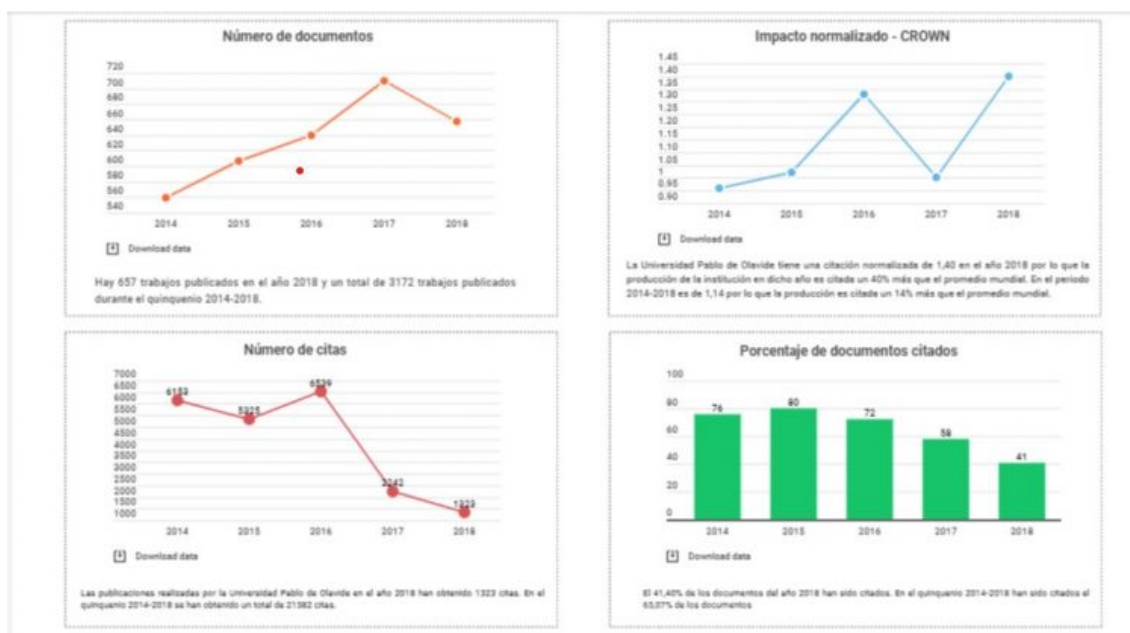 Número de documentos
720
700
680
660
640
620
600
580
560
540
2014 2015 2016 2017 2018
Download data
Hay 657 trabajos publicados en el año 2018 y un total de 3172 trabajos publicados
durante el quinquenio 2014-2018.
Impacto normalizado - CROWN
1.45
1.40
1.35
1.30
1.25
1.20
1.15
1.10
1.05
1
0.95
0.90
2014 2015 2016 2017 2018
Download data
La Universidad Pablo de Olavide tiene una citación normalizada de 1,40 en el año 2018 por lo que la
producción de la institución en dicho año es citada un 40% más que el promedio mundial. En el periodo
2014-2018 es de 1,14 por lo que la producción es citada un 14% más que el promedio mundial.
Número de citas
7000
6500
6000
5500
5000
4500
4000
3500
3000
2500
2000
1500
1000
6153
5325
6539
2242
1323
2014 2015 2016 2017 2018
Download data
Las publicaciones realizadas por la Universidad Pablo de Olavide en el año 2018 han obtenido 1323 citas. En el
quinquenio 2014-2018 se han obtenido un total de 21582 citas.
Porcentaje de documentos citados
100
80
60
40
20
0
76
80
72
58
41
2014 2015 2016 2017 2018
Download data
El 41,40% de los documentos del año 2018 han sido citados. En el quinquenio 2014-2018 han sido citados el
65,07% de los documentos